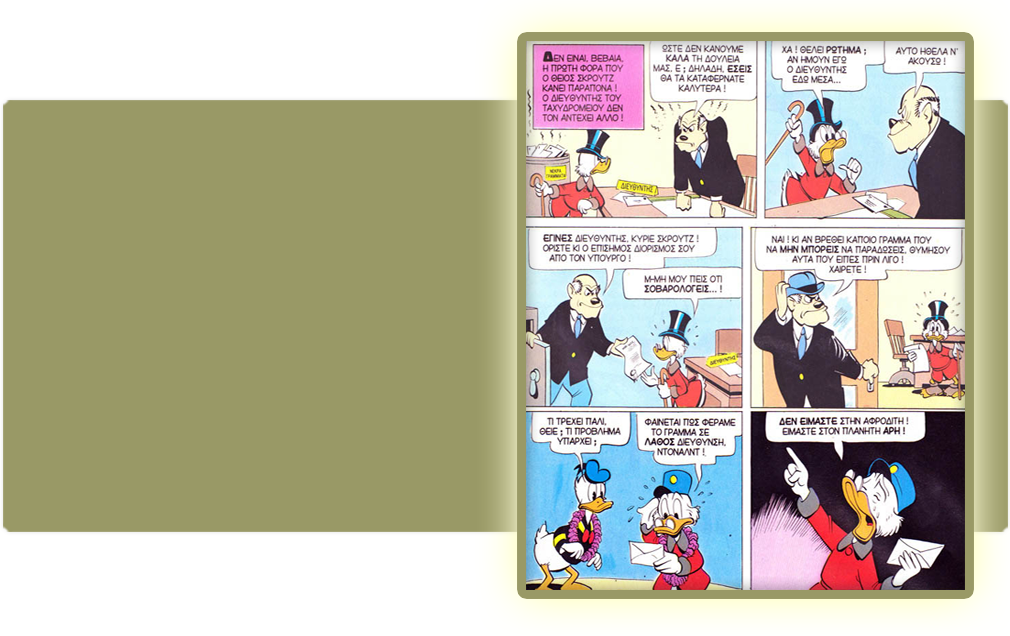 ΔΕΝ ΕΙΝΑΙ, ΒΕΒΑΙΑ,
Η ΠΡΩΤΗ ΦΟΡΑ ΠΟΥ
Ο ΘΕΙΟΣ ΣΚΡΟΥΤΖ
ΚΑΝΕΙ ΠΑΡΑΠΟΝΑ !
Ο ΔΙΕΥΘΥΝΤΗΣ ΤΟΥ
ΤΑΧΥΔΡΟΜΕΙΟΥ ΔΕΝ
ΤΟΝ ΑΝΤΕΧΕΙ ΑΛΛΟ !
ΩΣΤΕ ΔΕΝ ΚΑΝΟΥΜΕ
ΚΑΛΑ ΤΗ ΔΟΥΛΕΙΑ
ΜΑΣ, Ε ; ΔΗΛΑΔΗ, ΕΣΕΙΣ
ΘΑ ΤΑ ΚΑΤΑΦΕΡΝΑΤΕ
ΚΑΛΥΤΕΡΑ !
ΝΕΚΡΑ
ΓΡΑΜΜΑΤΑ
ΔΙΕΥΘΥΝΤΗΣ
ΧΑ ! ΘΕΛΕΙ ΡΩΤΗΜΑ ;
ΑΝ ΗΜΟΥΝ ΕΓΩ
Ο ΔΙΕΥΘΥΝΤΗΣ
ΕΔΩ ΜΕΣΑ...
ΑΥΤΟ ΗΘΕΛΑ Ν'
ΑΚΟΥΣΩ !
ΕΓΙΝΕΣ ΔΙΕΥΘΥΝΤΗΣ, ΚΥΡΙΕ ΣΚΡΟΥΤΖ !
ΟΡΙΣΤΕ ΚΙ Ο ΕΠΙΣΗΜΟΣ ΔΙΟΡΙΣΜΟΣ ΣΟΥ
ΑΠΟ ΤΟΝ ΥΠΟΥΡΓΟ !
Μ-ΜΗ ΜΟΥ ΠΕΙΣ ΟΤΙ
ΣΟΒΑΡΟΛΟΓΕΙΣ... !
ΔΙΕΥΘΥΝΤΗΣ
ΝΑΙ ! ΚΙ ΑΝ ΒΡΕΘΕΙ ΚΑΠΟΙΟ ΓΡΑΜΜΑ ΠΟΥ
ΝΑ ΜΗΝ ΜΠΟΡΕΙΣ ΝΑ ΠΑΡΑΔΩΣΕΙΣ, ΘΥΜΗΣΟΥ
ΑΥΤΑ ΠΟΥ ΕΙΠΕΣ ΠΡΙΝ ΛΙΓΟ !
ΧΑΙΡΕΤΕ !
ΤΙ ΤΡΕΧΕΙ ΠΑΛΙ,
ΘΕΙΕ ; ΤΙ ΠΡΟΒΛΗΜΑ
ΥΠΑΡΧΕΙ ;
ΦΑΙΝΕΤΑΙ ΠΩΣ ΦΕΡΑΜΕ
ΤΟ ΓΡΑΜΜΑ ΣΕ
ΛΑΘΟΣ ΔΙΕΥΘΥΝΣΗ,
ΝΤΟΝΑΛΝΤ !
ΔΕΝ ΕΙΜΑΣΤΕ ΣΤΗΝ ΑΦΡΟΔΙΤΗ !
ΕΙΜΑΣΤΕ ΣΤΟΝ ΠΛΑΝΗΤΗ ΑΡΗ !